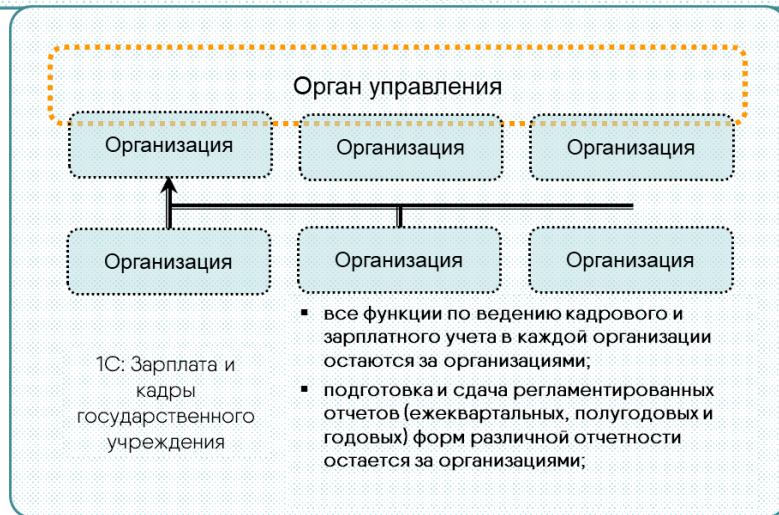 Орган управления
Организация
Организация
Организация
Организация
Организация
Организация
1С: Зарплата и
кадры
государственного
учреждения
▪ все функции по ведению кадрового и
зарплатного учета в каждой организации
остаются за организациями;
▪ подготовка и сдача регламентированных
отчетов (ежеквартальных, полугодовых и
годовых) форм различной отчетности
остается за организациями;